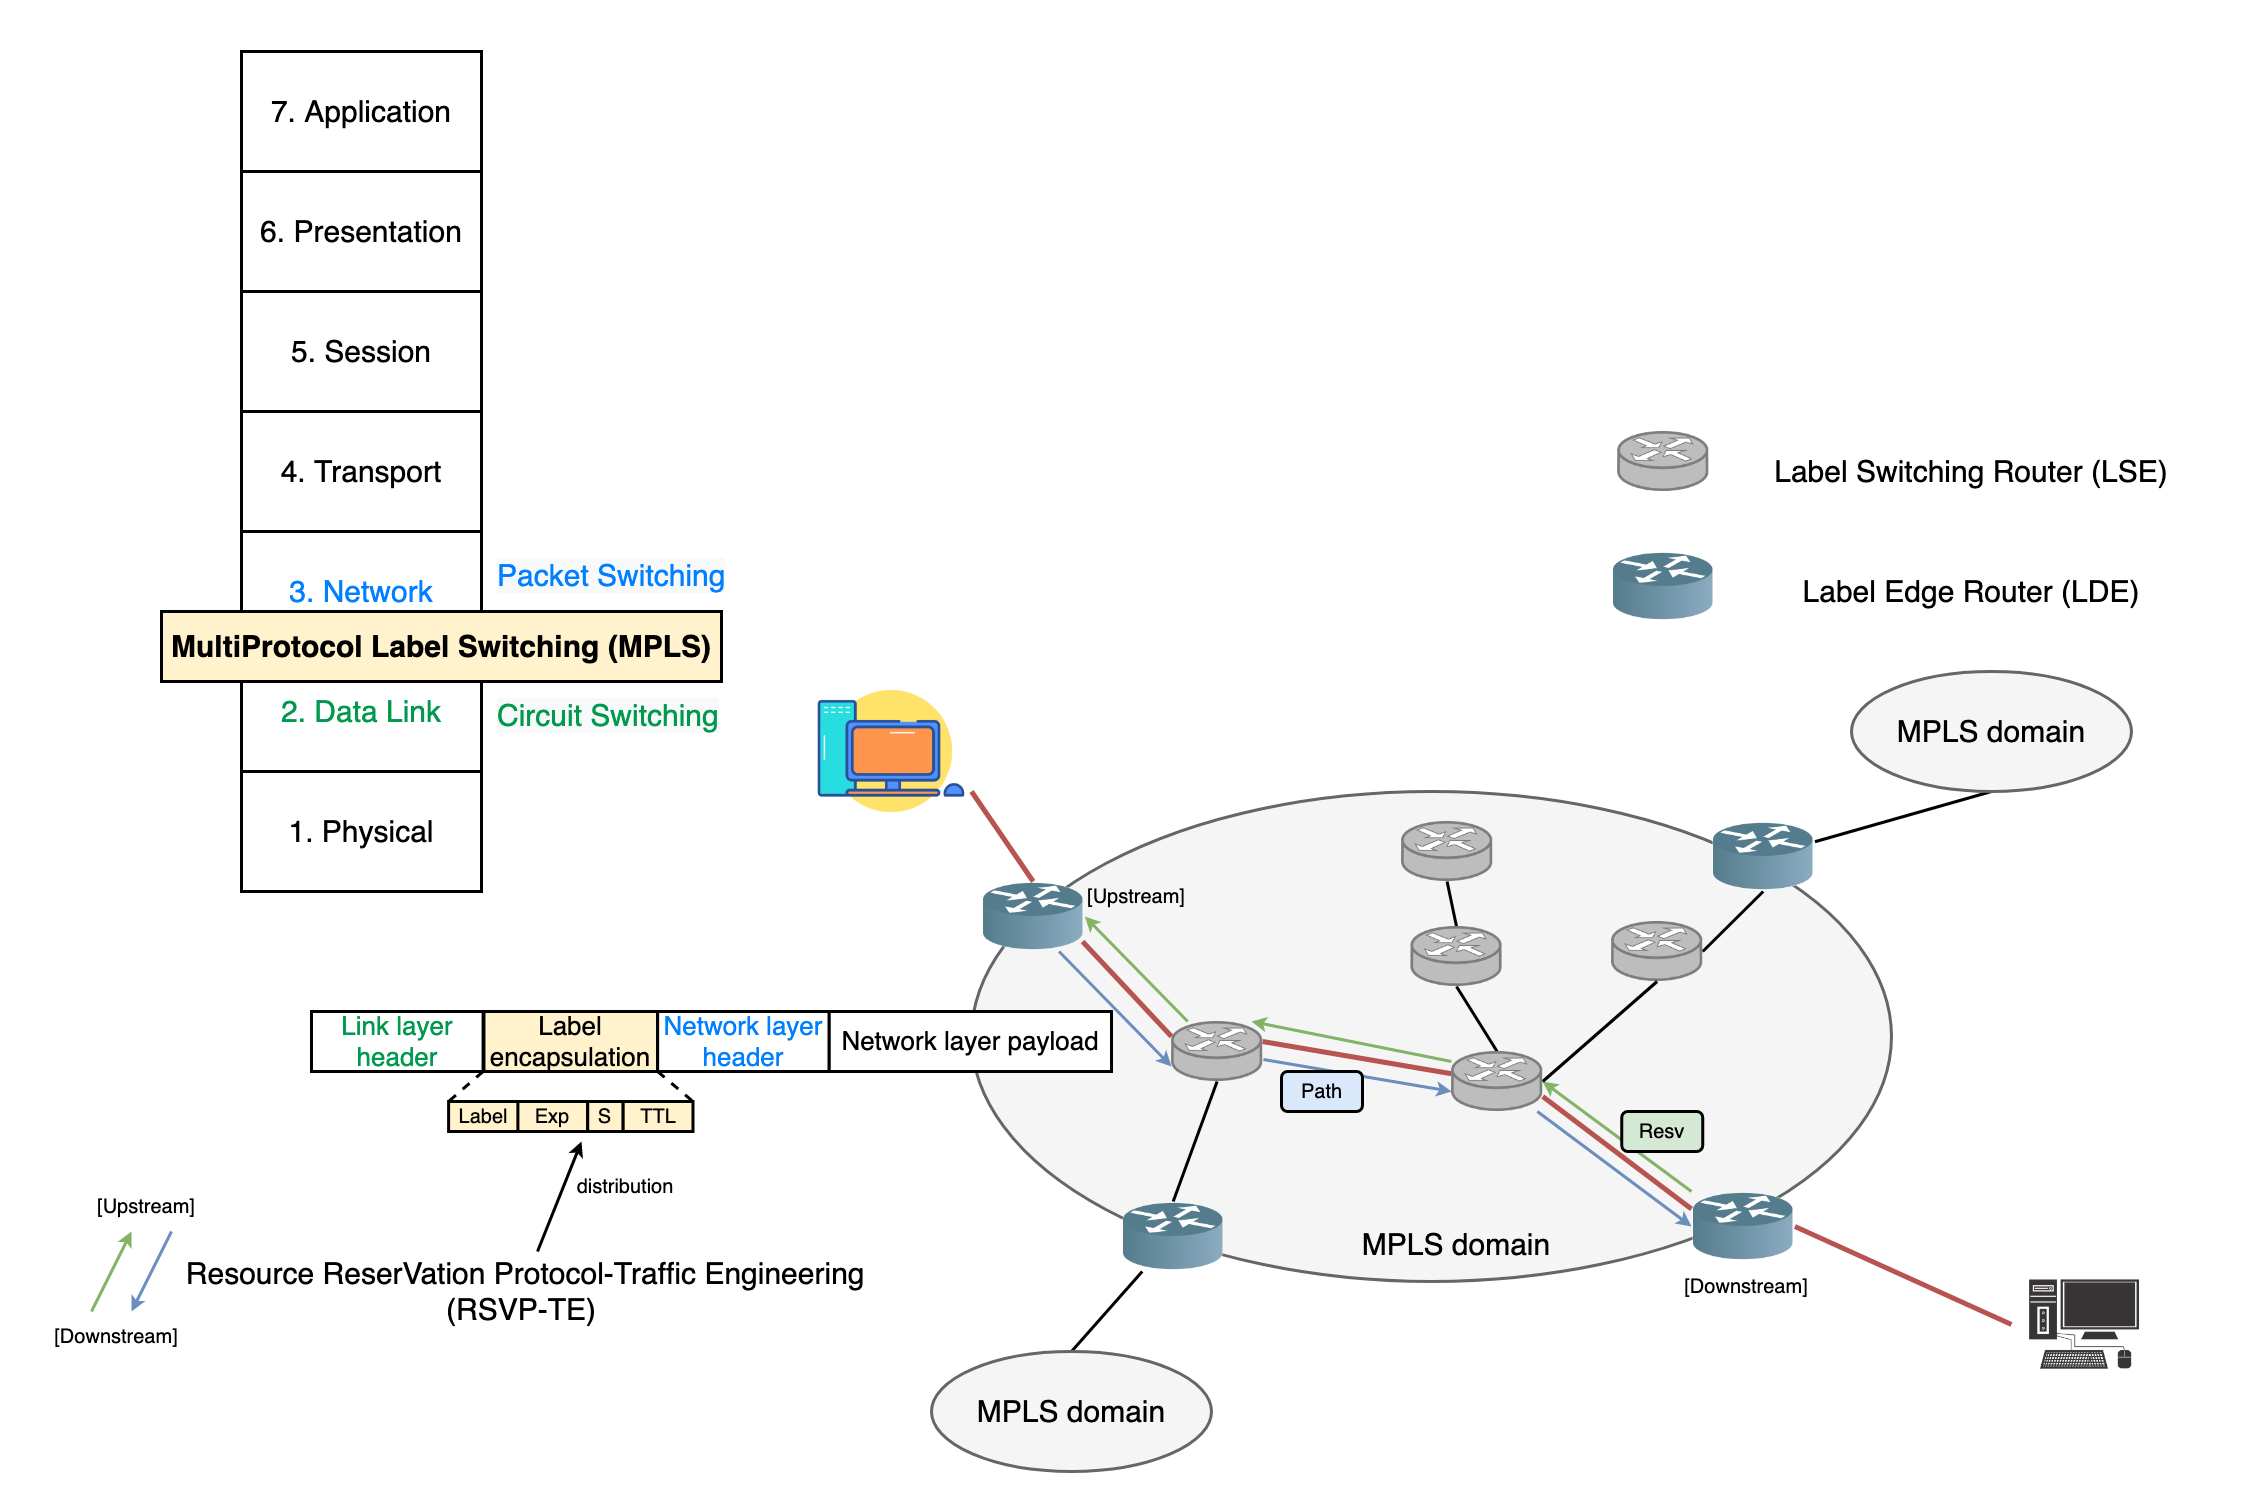 7. Application
6. Presentation
5. Session
4. Transport
3. Network
Packet Switching
MultiProtocol Label Switching (MPLS)
2. Data Link
Circuit Switching
1. Physical
Label Switching Router (LSE)
Label Edge Router (LDE)
MPLS domain
[Upstream]
Link layer
header
Label
encapsulation
Network layer
header
Network layer payload
Label
Exp
S
TTL
distribution
Path
Resv
MPLS domain
[Downstream]
[Upstream]
[Downstream]
Resource ReserVation Protocol-Traffic Engineering
(RSVP-TE)
MPLS domain